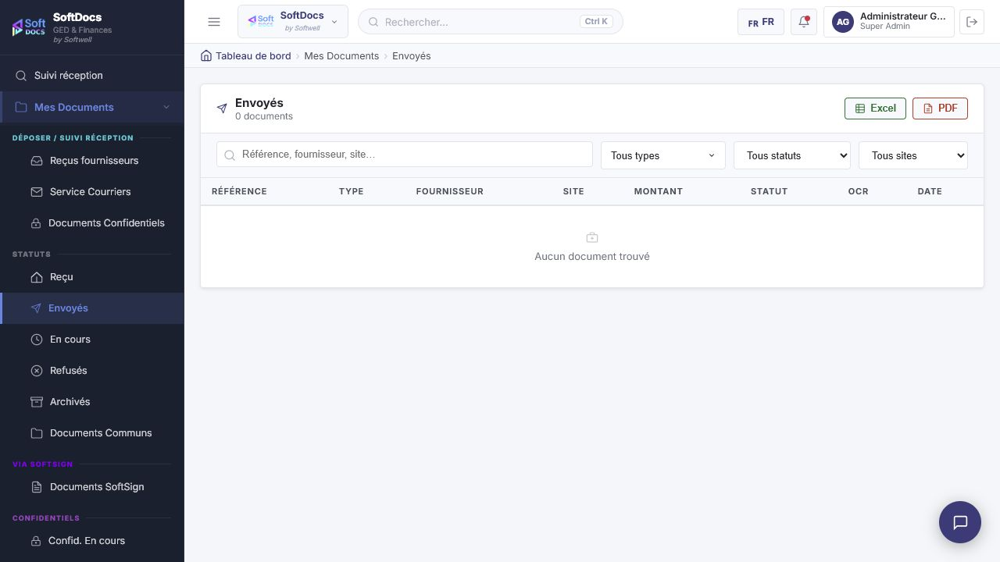 Soft
DOCS
SoftDocs
GED & Finances
by Softwell
Suivi réception
Mes Documents
DÉPOSER / SUIVI RÉCEPTION
Reçus fournisseurs
Service Courriers
Documents Confidentiels
STATUTS
Reçu
Envoyés
En cours
Refusés
Archivés
Documents Communs
VIA SOFTSIGN
Documents SoftSign
CONFIDENTIELS
Confid. En cours
Soft
DOCS
SoftDocs
by Softwell
Rechercher...
Ctrl K
FR FR
AG
Administrateur G...
Super Admin
Tableau de bord › Mes Documents › Envoyés
Envoyés
0 documents
Excel
PDF
Référence, fournisseur, site...
Tous types
Tous statuts
Tous sites
RÉFÉRENCE TYPE FOURNISSEUR SITE MONTANT STATUT OCR DATE
Aucun document trouvé